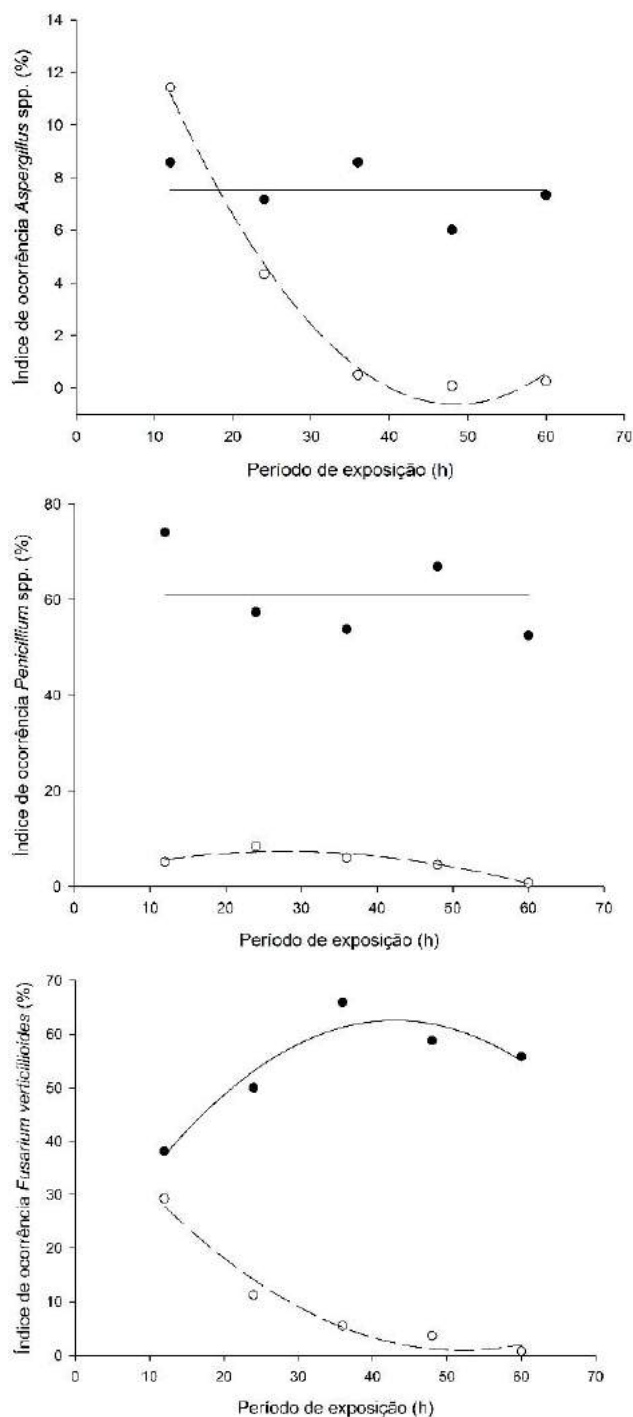 Índice de ocorrência Aspergillus spp. (%)
14
12
10
8
6
4
2
0
0 10 20 30 40 50 60 70
Período de exposição (h)
Índice de ocorrência Penicillium spp. (%)
80
60
40
20
0
0 10 20 30 40 50 60 70
Período de exposição (h)
Índice de ocorrência Fusarium verticillioides (%)
70
60
50
40
30
20
10
0
0 10 20 30 40 50 60 70
Período de exposição (h)